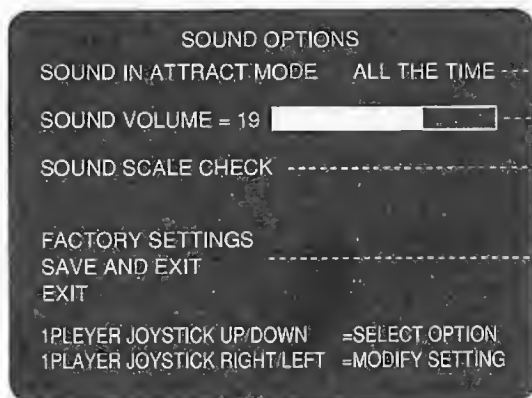 SOUND OPTIONS
SOUND IN ATTRACT MODE ALL THE TIME
SOUND VOLUME = 19
SOUND SCALE CHECK
FACTORY SETTINGS
SAVE AND EXIT
EXIT
1PLEYER JOYSTICK UP/DOWN =SELECT OPTION
1PLAYER JOYSTICK RIGHT/LEFT =MODIFY SETTING